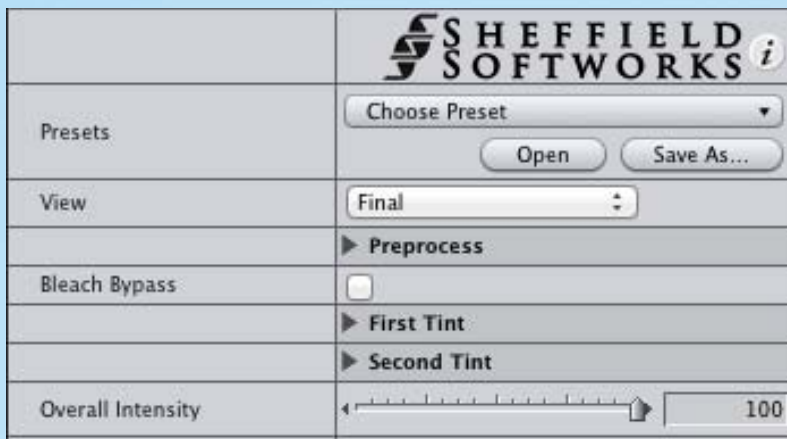 SHEFFIELD
SOFTWORKS
i
Presets
Choose Preset
Open
Save As...
View
Final
Preprocess
Bleach Bypass
First Tint
Second Tint
Overall Intensity
100